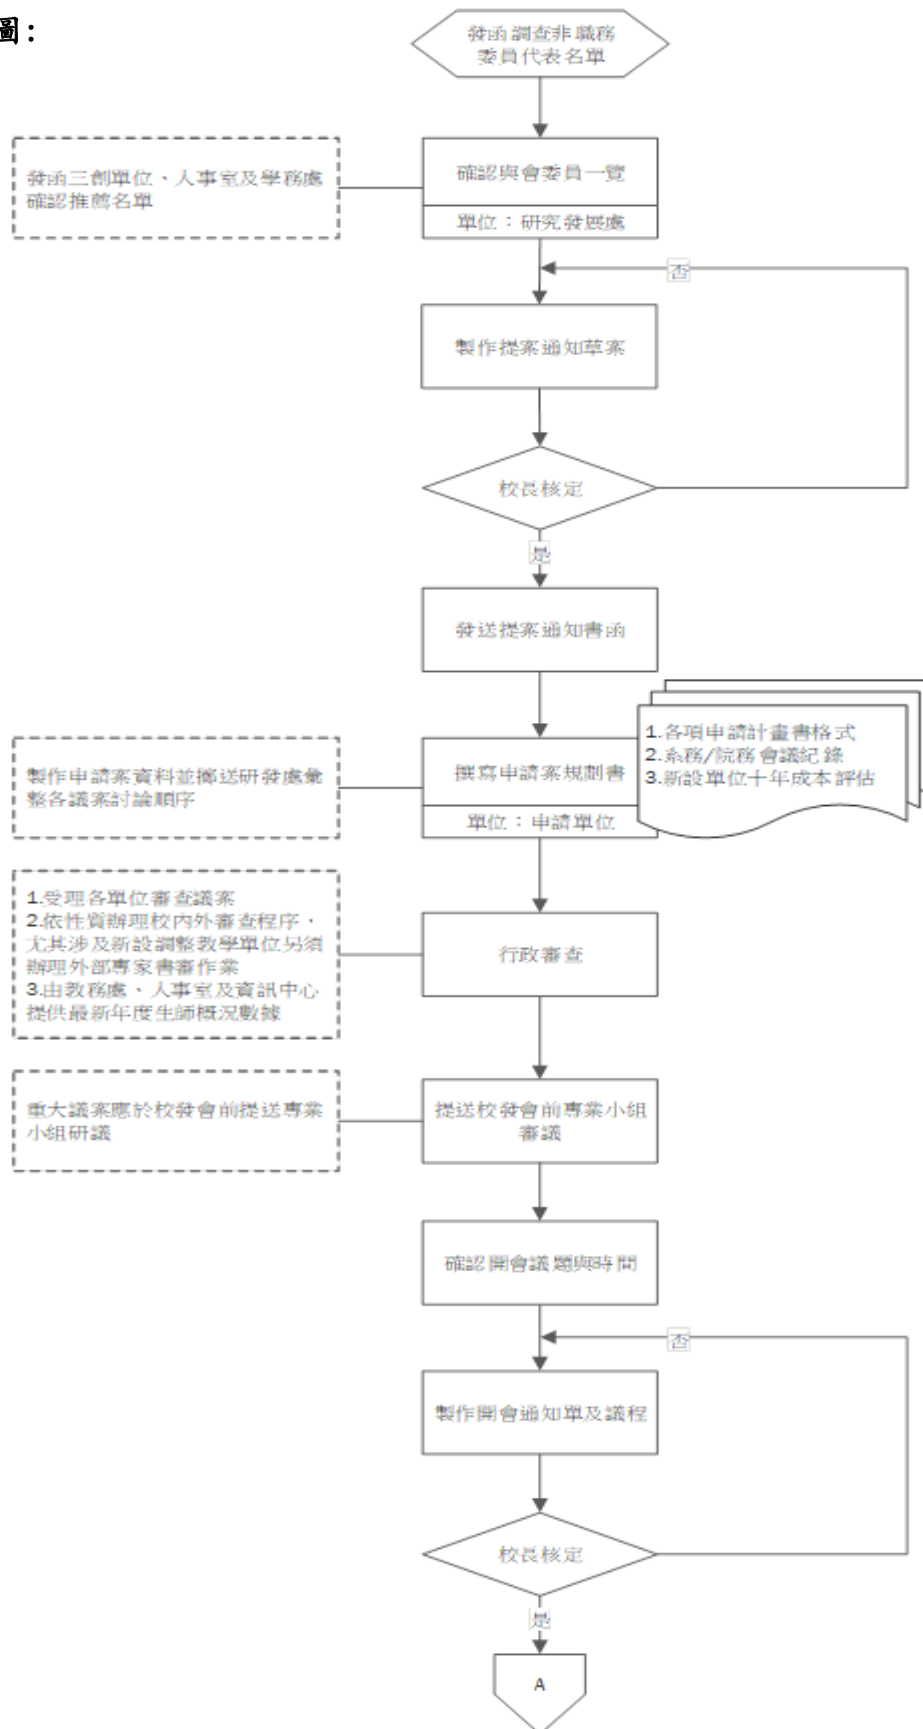 圖:
發函調查非職務
委員代表名單
發函三創單位、人事室及學務處
確認推薦名單
確認與會委員一覽
單位：研究發展處
否
製作提案通知草案
校長核定
是
發送提案通知書函
製作申請案資料並擲送研發處彙
整各議案討論順序
撰寫申請案規劃書
單位：申請單位
1.各項申請計畫書格式
2.系務/院務會議紀錄
3.新設單位十年成本評估
1.受理各單位審查議案
2.依性質辦理校內外審查程序，
尤其涉及新設調整教學單位另須
辦理外部專家書審作業
3.由教務處、人事室及資訊中心
提供最新年度生師概況數據
行政審查
重大議案應於校發會前提送專業
小組研議
提送校發會前專業小組
審議
確認開會議題與時間
否
製作開會通知單及議程
校長核定
是
A